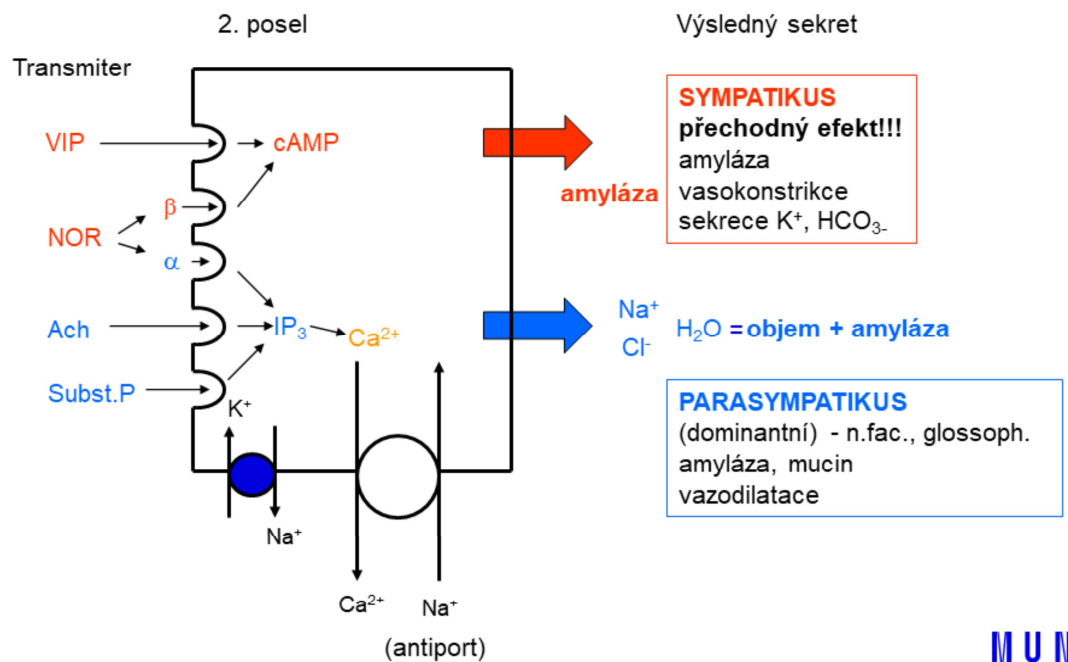 2. posel
Výsledný sekret
Transmiter
VIP
cAMP
β
NOR
α
Ach
IP₃
Ca²⁺
Subst.P
K⁺
Na⁺
Ca²⁺
Na⁺
(antiport)
amyláza
SYMPATIKUS
přechodný efekt!!!
amyláza
vasokonstrikce
sekrece K⁺, HCO₃₋
Na⁺
Cl⁻
H₂O = objem + amyláza
PARASYMPATIKUS
(dominantní) - n.fac., glossoph.
amyláza, mucin
vazodilatace
M U N